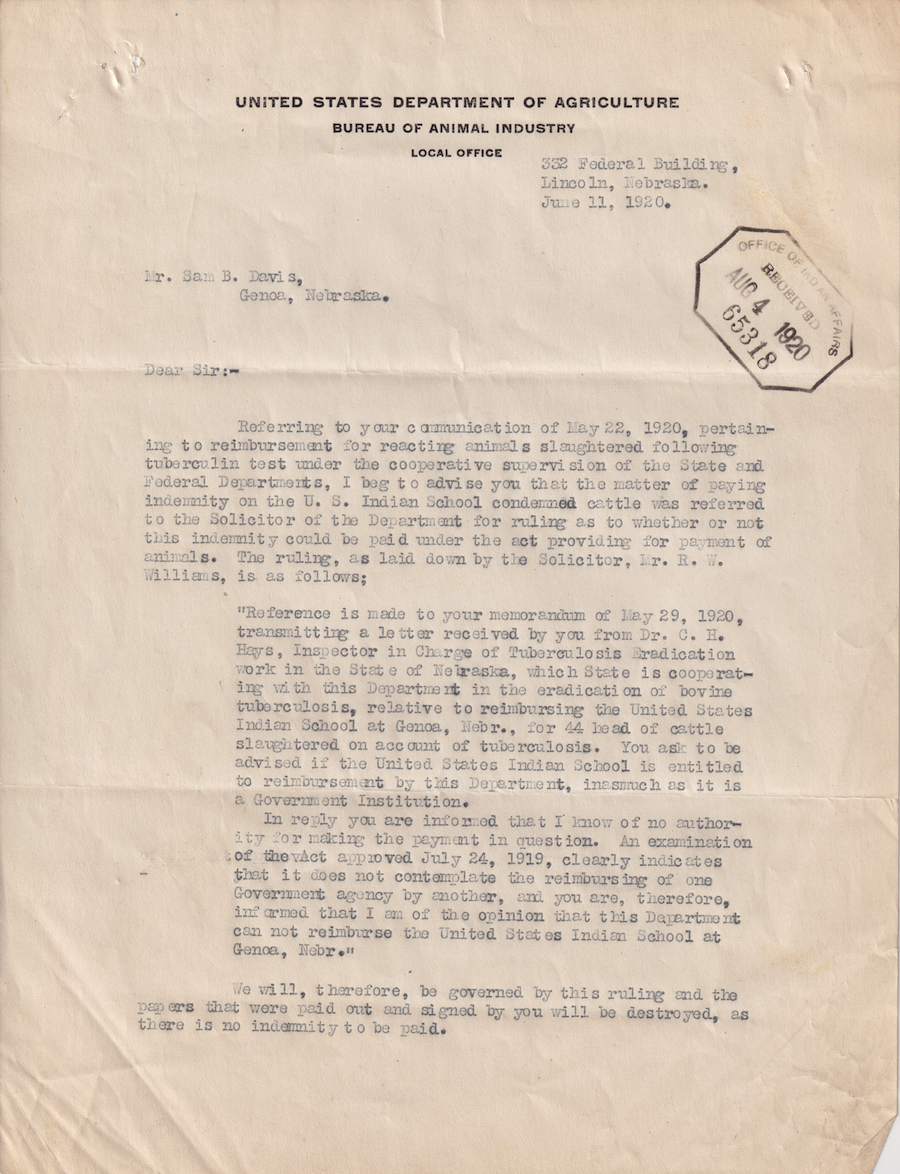 UNITED STATES DEPARTMENT OF AGRICULTURE
BUREAU OF ANIMAL INDUSTRY
LOCAL OFFICE
332 Federal Building,
Lincoln, Nebraska.
June 11, 1920.
OFFICE OF INDIAN AFFAIRS
RECEIVED
AUG 4 1920
65318
Mr. Sam B. Davis,
Genoa, Nebraska.
Dear Sir:-
Referring to your communication of May 22, 1920, pertain-
ing to reimbursement for reacting animals slaughtered following
tuberculin test under the cooperative supervision of the State and
Federal Departments, I beg to advise you that the matter of paying
indemnity on the U. S. Indian School condemned cattle was referred
to the Solicitor of the Department for ruling as to whether or not
this indemnity could be paid under the act providing for payment of
animals. The ruling, as laid down by the Solicitor, Mr. R. W.
Williams, is as follows;
"Reference is made to your memorandum of May 29, 1920,
transmitting a letter received by you from Dr. C. H.
Hays, Inspector in Charge of Tuberculosis Eradication
work in the State of Nebraska, which State is cooperat-
ing with this Department in the eradication of bovine
tuberculosis, relative to reimbursing the United States
Indian School at Genoa, Nebr., for 44 head of cattle
slaughtered on account of tuberculosis. You ask to be
advised if the United States Indian School is entitled
to reimbursement by this Department, inasmuch as it is
a Government Institution.
In reply you are informed that I know of no author-
ity for making the payment in question. An examination
of the Act approved July 24, 1919, clearly indicates
that it does not contemplate the reimbursing of one
Government agency by another, and you are, therefore,
informed that I am of the opinion that this Department
can not reimburse the United States Indian School at
Genoa, Nebr."
We will, therefore, be governed by this ruling and the
papers that were paid out and signed by you will be destroyed, as
there is no indemnity to be paid.